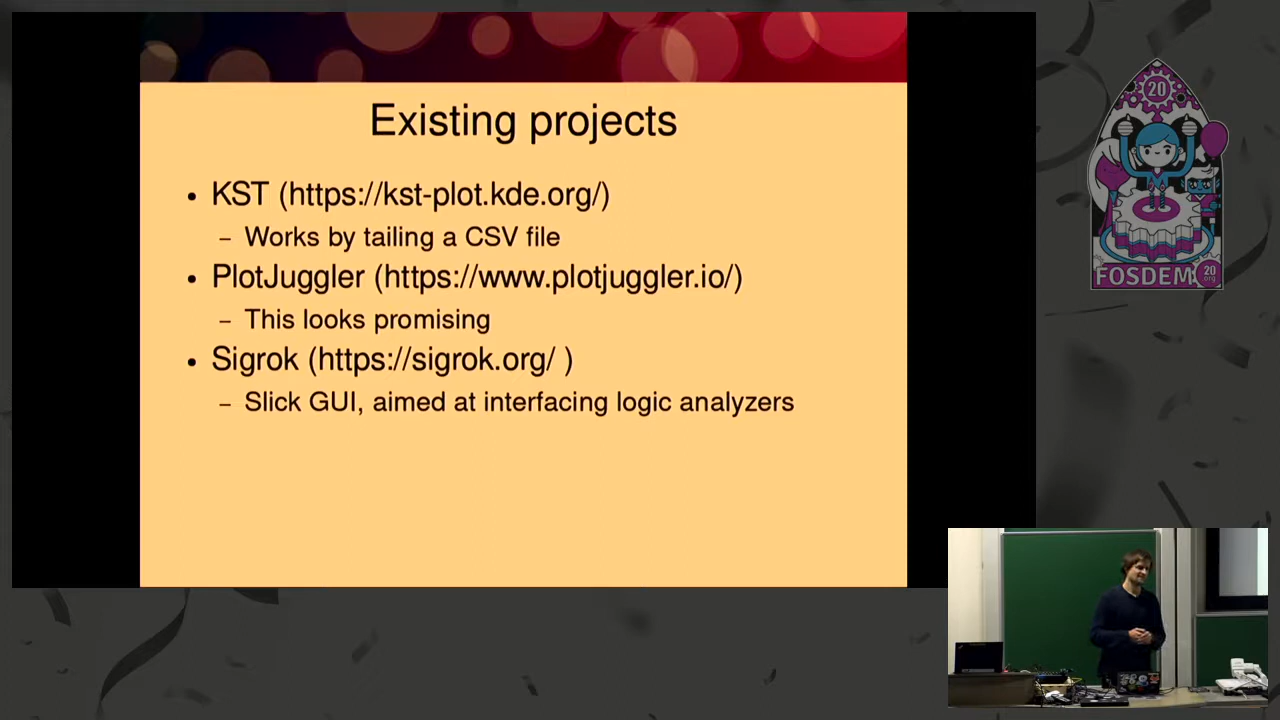 Existing projects
• KST (https://kst-plot.kde.org/)
– Works by tailing a CSV file
• PlotJuggler (https://www.plotjuggler.io/)
– This looks promising
• Sigrok (https://sigrok.org/ )
– Slick GUI, aimed at interfacing logic analyzers
20
FOSDEM
20
org